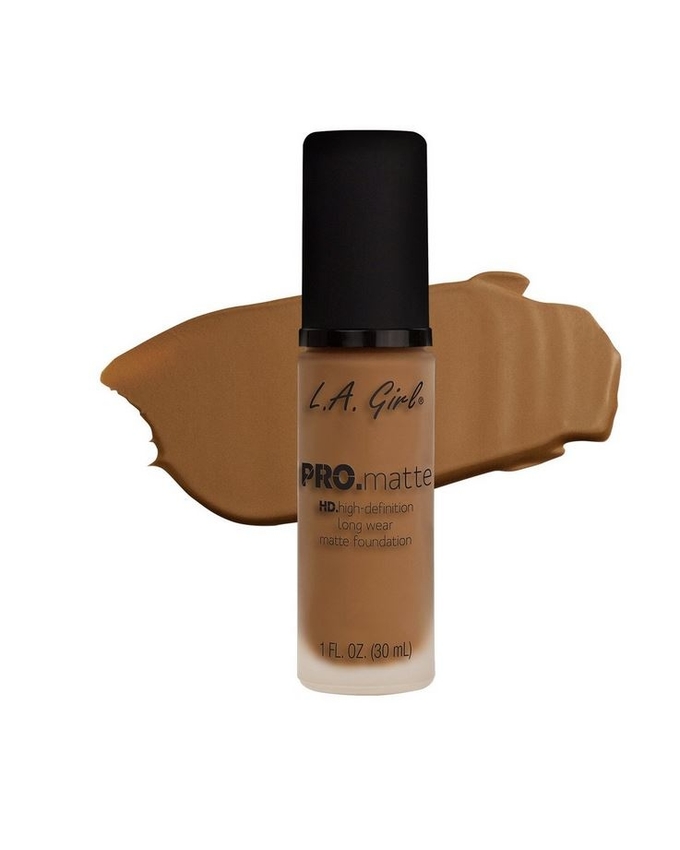 L.A. Girl®
PRO.matte
HD.high-definition
long wear
matte foundation
1 FL. OZ. (30 mL)